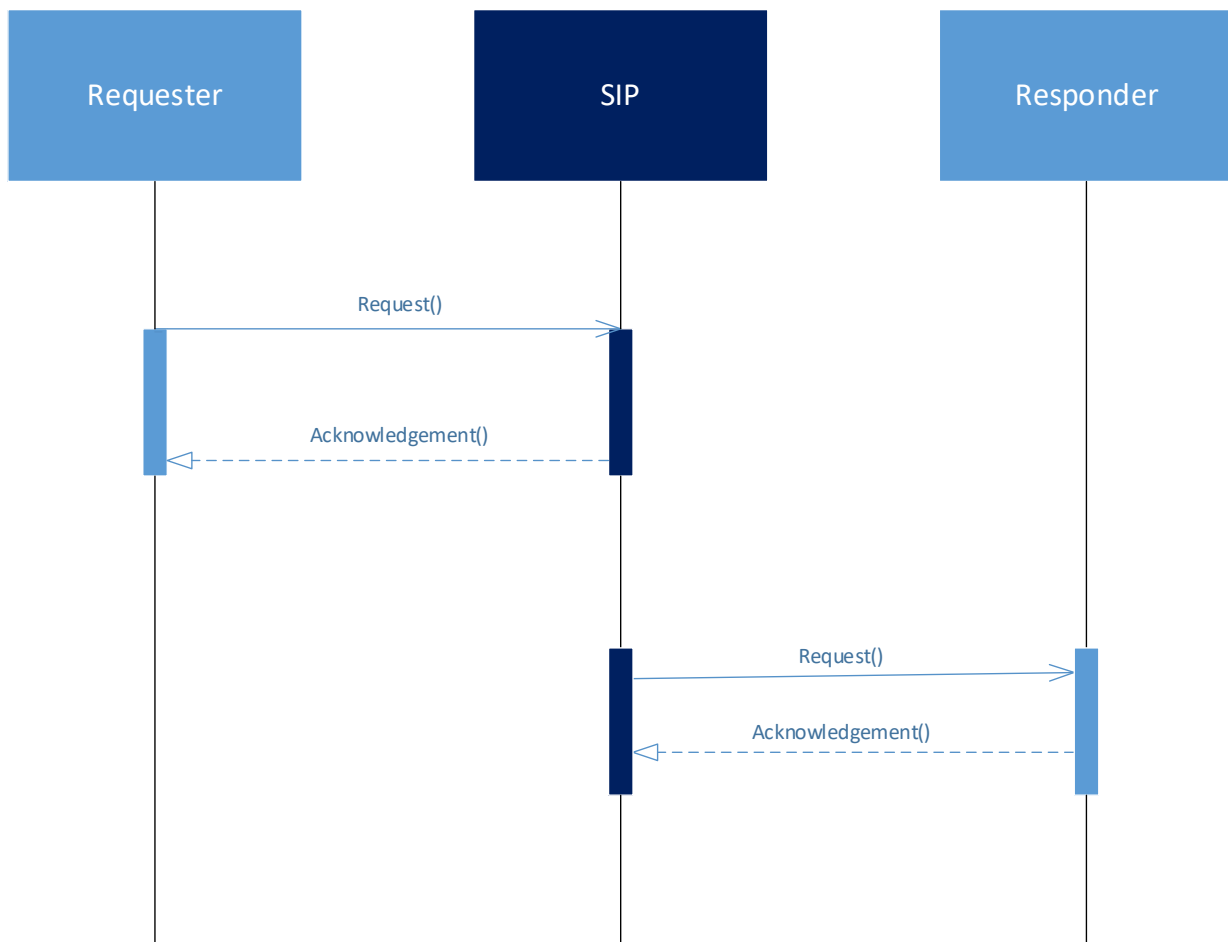 Requester
SIP
Responder
Request()
Acknowledgement()
Request()
Acknowledgement()